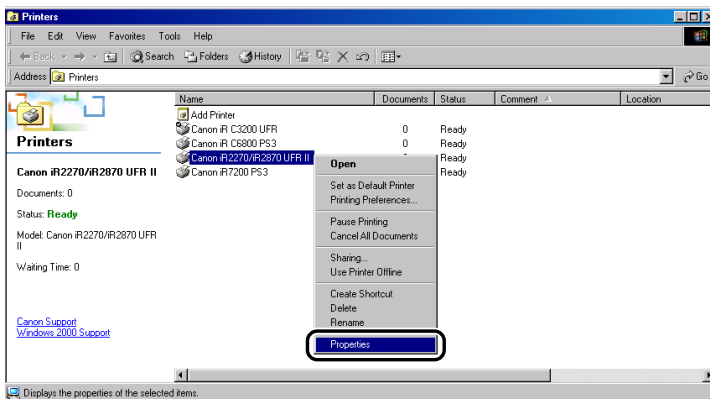 Printers
File Edit View Favorites Tools Help
Back Search Folders History
Address Printers Go
Name Documents Status Comment Location
Printers
Canon iR2270/iR2870 UFR II
Documents: 0
Status: Ready
Model: Canon iR2270/iR2870 UFR
II
Waiting Time: 0
Canon Support
Windows 2000 Support
Add Printer
Canon iR C3200 UFR 0 Ready
Canon iR C6800 PS3 0 Ready
Canon iR2270/iR2870 UFR II Ready
Canon iR7200 PS3 Ready
Open
Set as Default Printer
Printing Preferences...
Pause Printing
Cancel All Documents
Sharing...
Use Printer Offline
Create Shortcut
Delete
Rename
Properties
Displays the properties of the selected items.